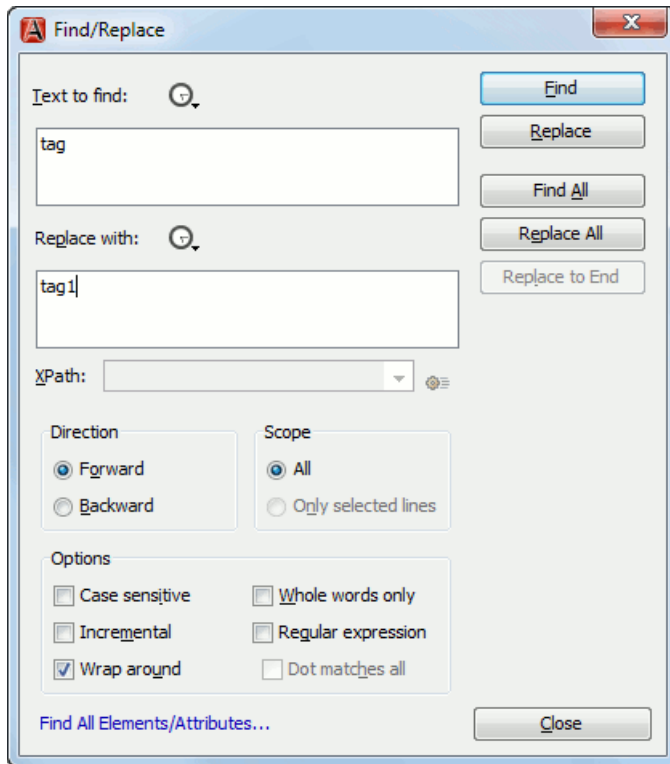 Find/Replace
Text to find:
Find
tag
Replace
Find All
Replace with:
Replace All
tag1
Replace to End
XPath:
Direction
Scope
Forward
All
Backward
Only selected lines
Options
Case sensitive
Whole words only
Incremental
Regular expression
Wrap around
Dot matches all
Find All Elements/Attributes...
Close